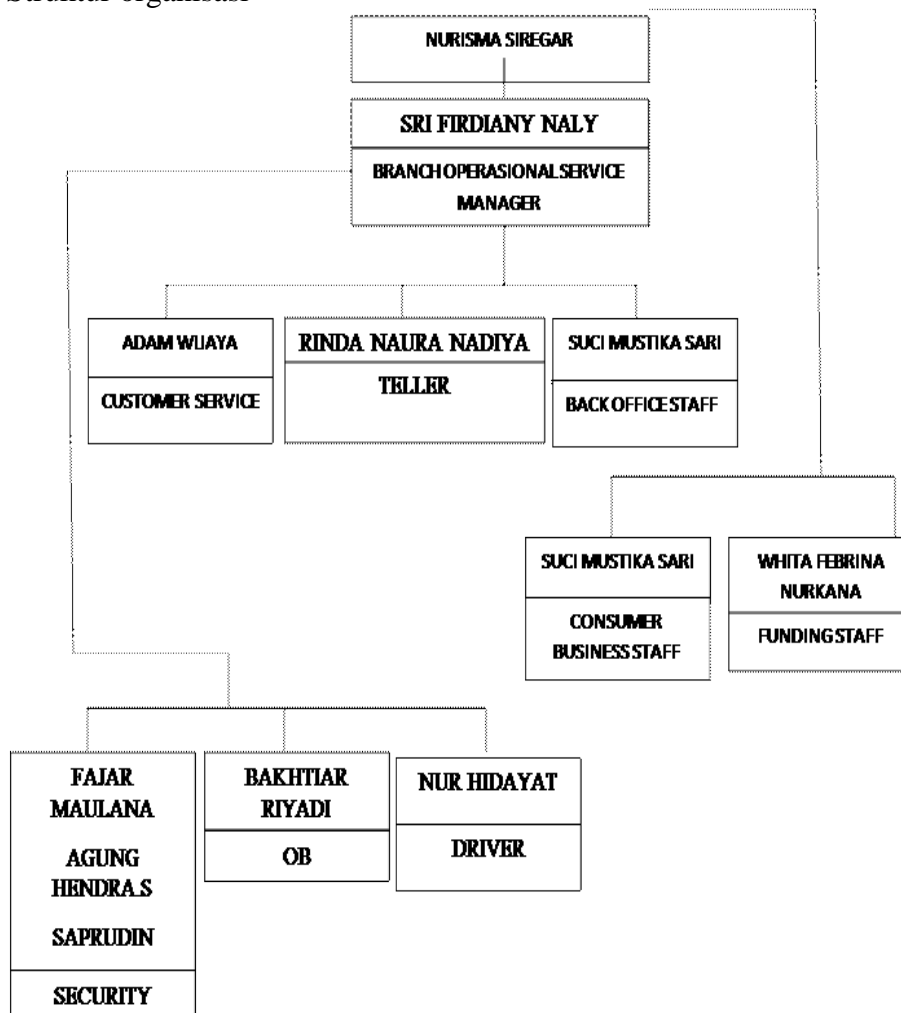 Struktur organisasi
NURISMA SIREGAR
SRI FIRDIANY NALY
BRANCH OPERASIONAL SERVICE
MANAGER
ADAM WIJAYA
CUSTOMER SERVICE
RINDA NAURA NADIYA
TELLER
SUCI MUSTIKA SARI
BACK OFFICE STAFF
SUCI MUSTIKA SARI
CONSUMER
BUSINESS STAFF
WHITA FEBRINA
NURKANA
FUNDING STAFF
FAJAR
MAULANA
AGUNG
HENDRA.S
SAPRUDIN
SECURITY
BAKHTIAR
RIYADI
OB
NUR HIDAYAT
DRIVER